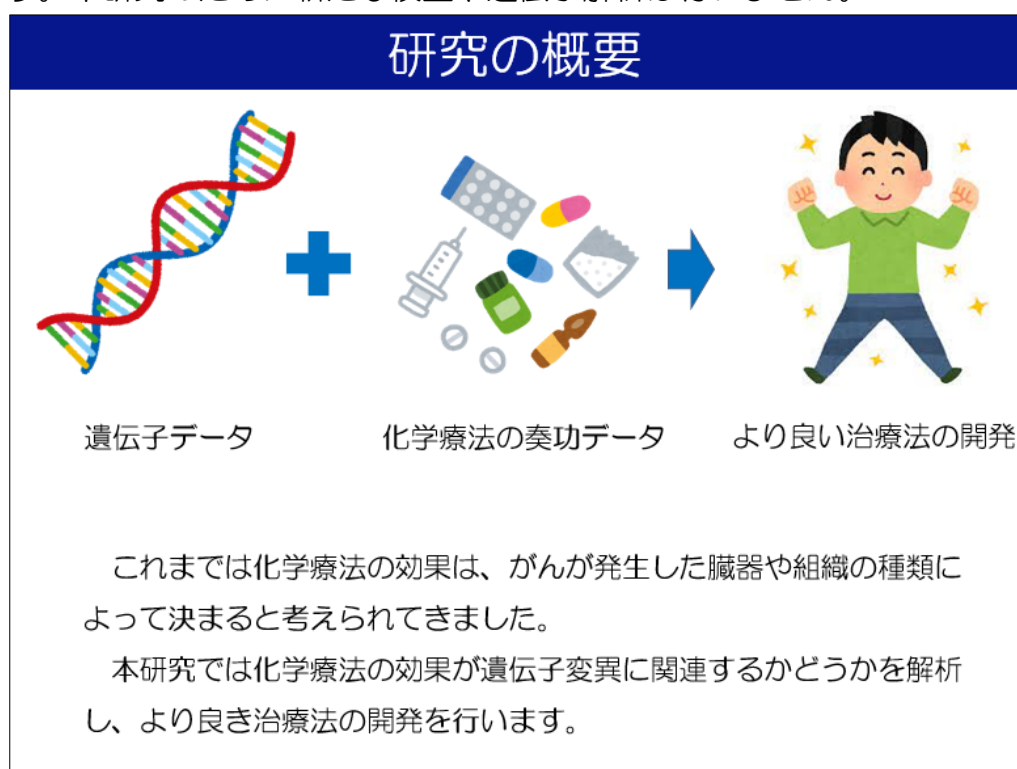 研究の概要
遺伝子データ
化学療法の奏功データ
より良い治療法の開発
これまでは化学療法の効果は、がんが発生した臓器や組織の種類に
よって決まると考えられてきました。
本研究では化学療法の効果が遺伝子変異に関連するかどうかを解析
し、より良き治療法の開発を行います。